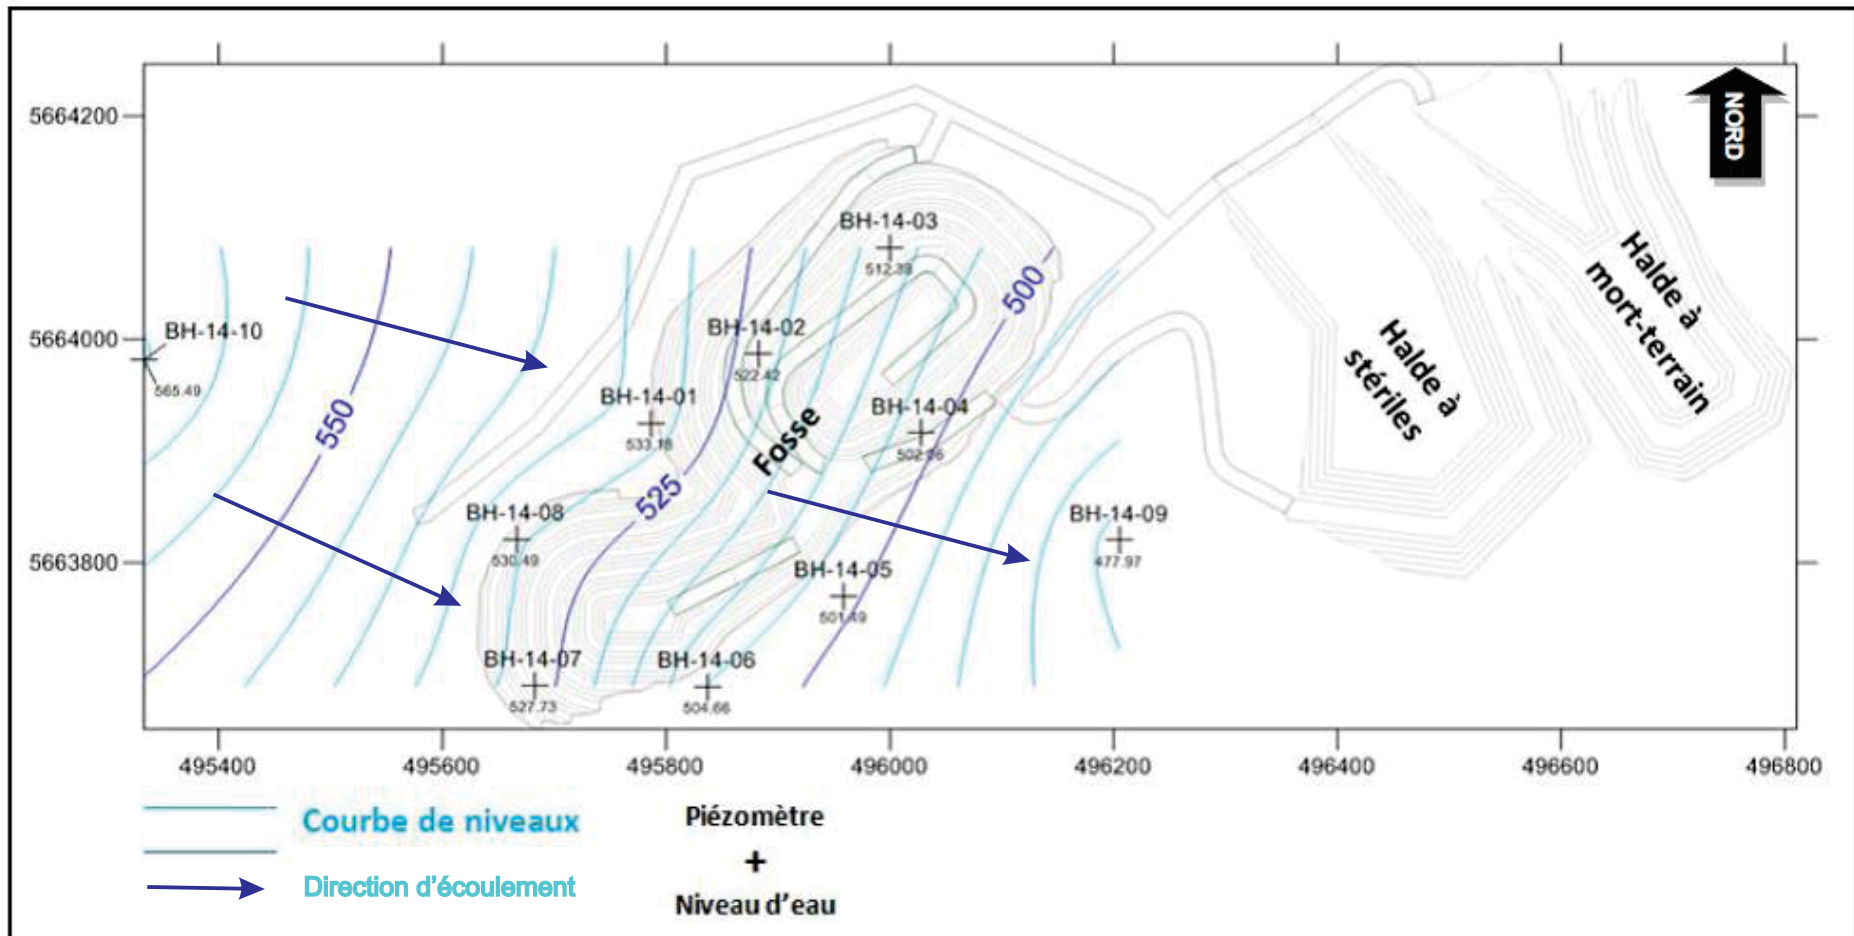 5664200
5664000
5663800
NORD
BH-14-03
512.39
500
BH-14-10
565.49
BH-14-02
522.42
550
BH-14-01
533.18
BH-14-04
502.06
Fosse
Halde à
stériles
Halde à
mort-terrain
525
BH-14-08
530.49
BH-14-09
477.97
BH-14-05
501.49
BH-14-07
527.73
BH-14-06
504.66
495400 495600 495800 496000 496200 496400 496600 496800
Courbe de niveaux
Direction d'écoulement
Piézomètre
+
Niveau d'eau